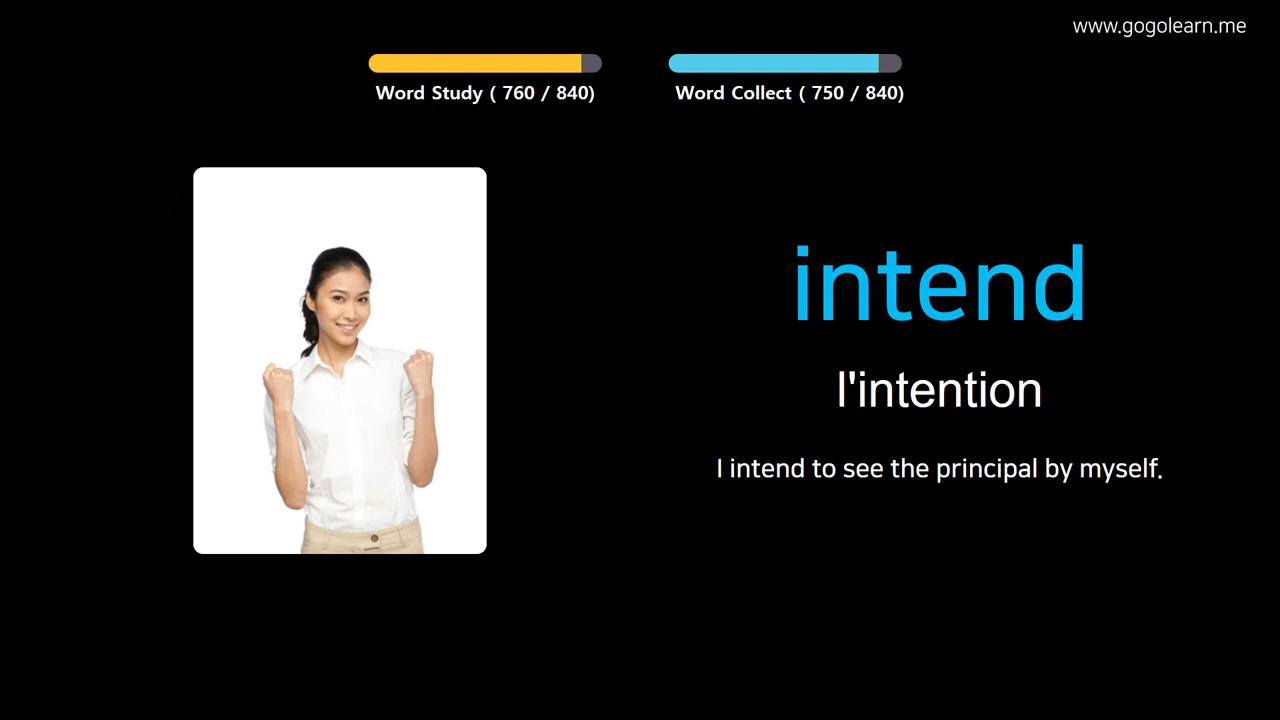 www.gogolearn.me
Word Study ( 760 / 840)
Word Collect ( 750 / 840)
intend
l'intention
I intend to see the principal by myself.